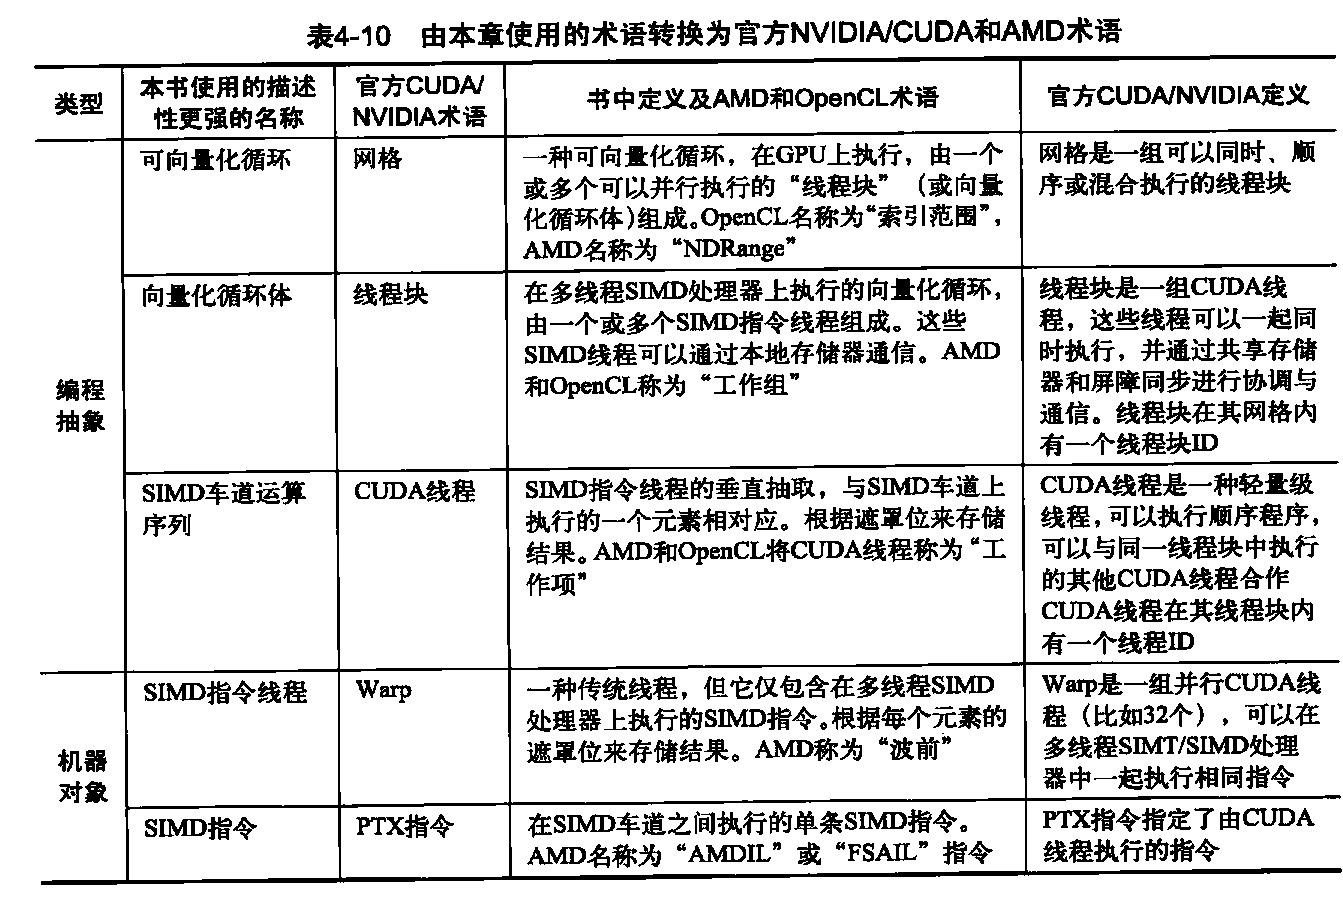 表4-10 由本章使用的术语转换为官方NVIDIA/CUDA和AMD术语
类型
本书使用的描述
性更强的名称
官方CUDA/
NVIDIA术语
书中定义及AMD和OpenCL术语
官方CUDA/NVIDIA定义
编程
抽象
可向量化循环
网格
一种可向量化循环，在GPU上执行，由一个
或多个可以并行执行的“线程块”（或向量
化循环体)组成。OpenCL名称为“索引范围”，
AMD名称为“NDRange”
网格是一组可以同时、顺
序或混合执行的线程块
向量化循环体
线程块
在多线程SIMD处理器上执行的向量化循环，
由一个或多个SIMD指令线程组成。这些
SIMD线程可以通过本地存储器通信。AMD
和OpenCL称为“工作组”
线程块是一组CUDA线
程，这些线程可以一起同
时执行，并通过共享存储
器和屏障同步进行协调与
通信。线程块在其网格内
有一个线程块ID
SIMD车道运算
序列
CUDA线程
SIMD指令线程的垂直抽取，与SIMD车道上
执行的一个元素相对应。根据遮罩位来存储
结果。AMD和OpenCL将CUDA线程称为“工
作项”
CUDA线程是一种轻量级
线程，可以执行顺序程序，
可以与同一线程块中执行
的其他CUDA线程合作
CUDA线程在其线程块内
有一个线程ID
机器
对象
SIMD指令线程
Warp
一种传统线程，但它仅包含在多线程SIMD
处理器上执行的SIMD指令。根据每个元素的
遮罩位来存储结果。AMD称为“波前”
Warp是一组并行CUDA线
程（比如32个），可以在
多线程SIMT/SIMD处理
器中一起执行相同指令
SIMD指令
PTX指令
在SIMD车道之间执行的单条SIMD指令。
AMD名称为“AMDIL”或“FSAIL”指令
PTX指令指定了由CUDA
线程执行的指令